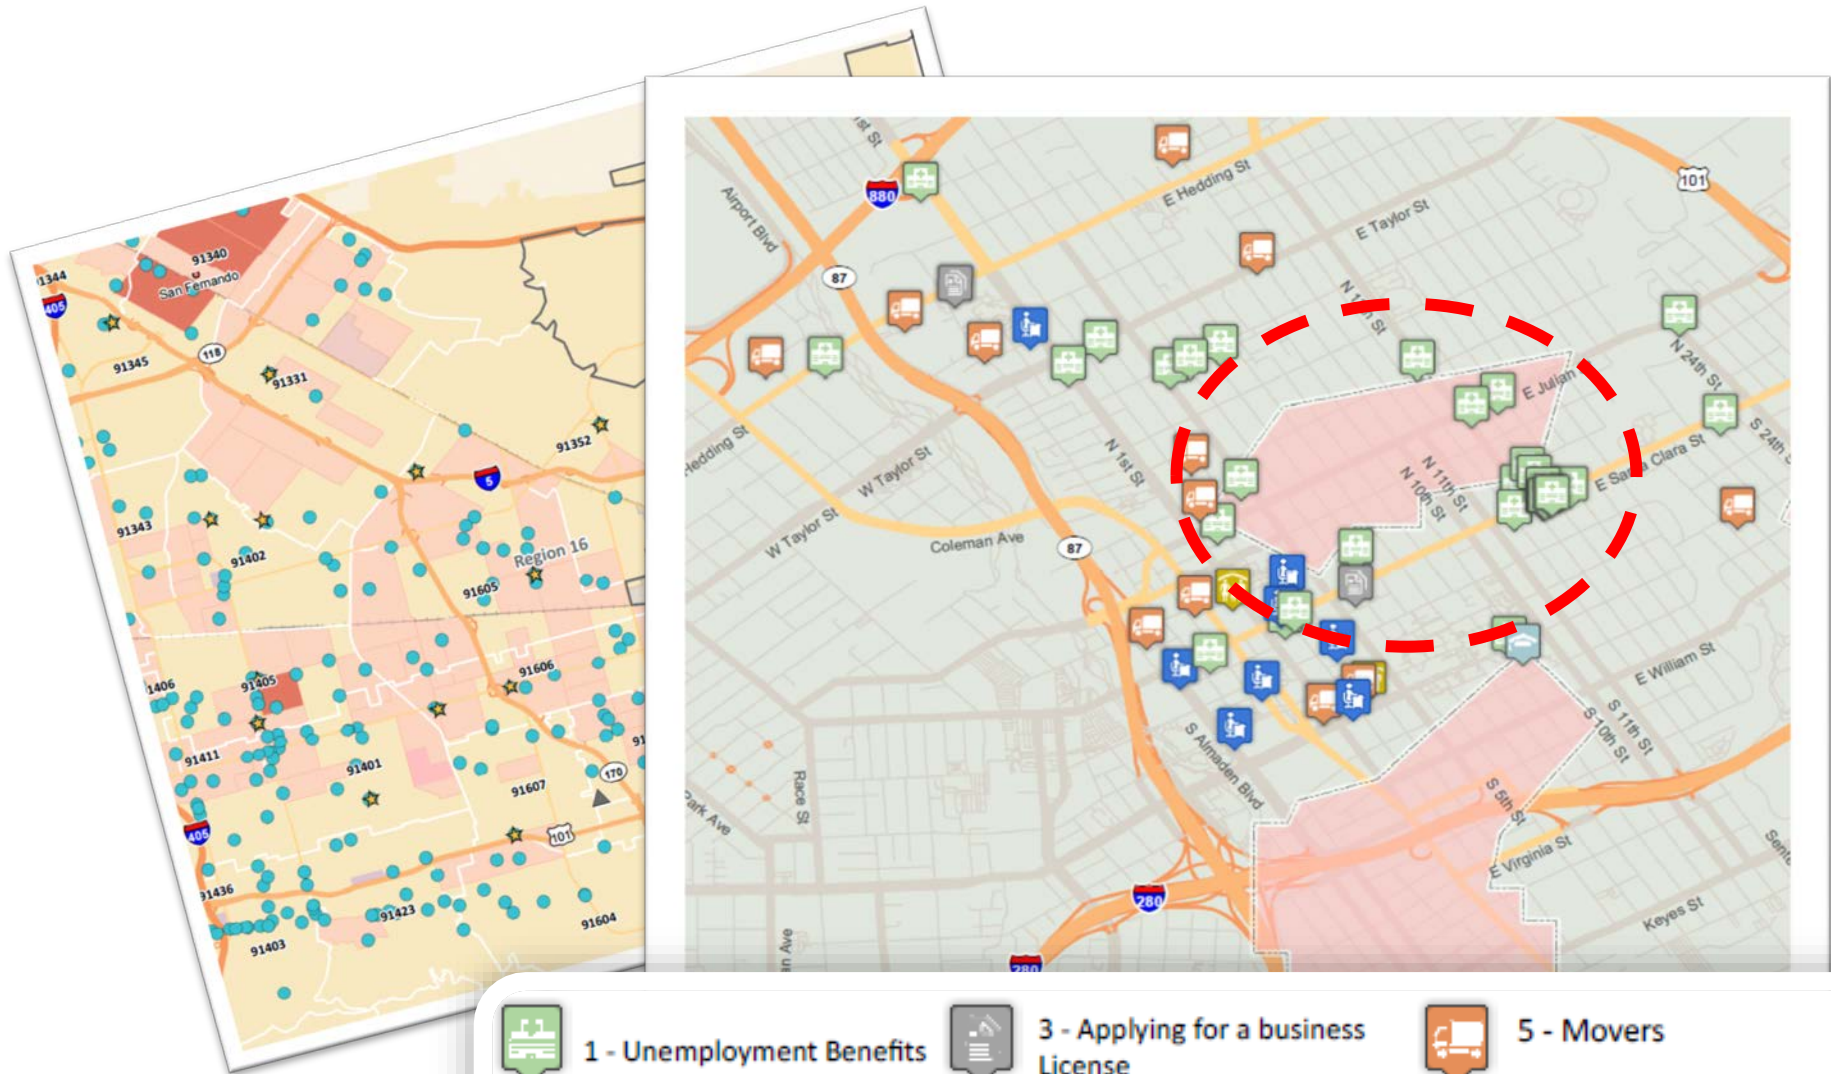 91344
405
91340
San Fernando
118
91345
91331
91352
5
91343
91402
Region 16
91605
91606
91405
1406
91411
91401
91607
170
405
101
91436
91423
91604
91403
1st St
880
Airport Blvd
E Hedding St
101
E Taylor St
87
N 24th St
E Julian
S 24th
Hedding St
W Taylor St
N 1st St
N 11th St
N 10th St
E Santa Clara St
W Taylor St
Coleman Ave
87
E William St
S 11th St
S 10th St
S Almaden Blvd
Race St
Park Ave
S 5th St
E Virginia St
280
Keyes St
280
1 - Unemployment Benefits
3 - Applying for a business
License
5 - Movers